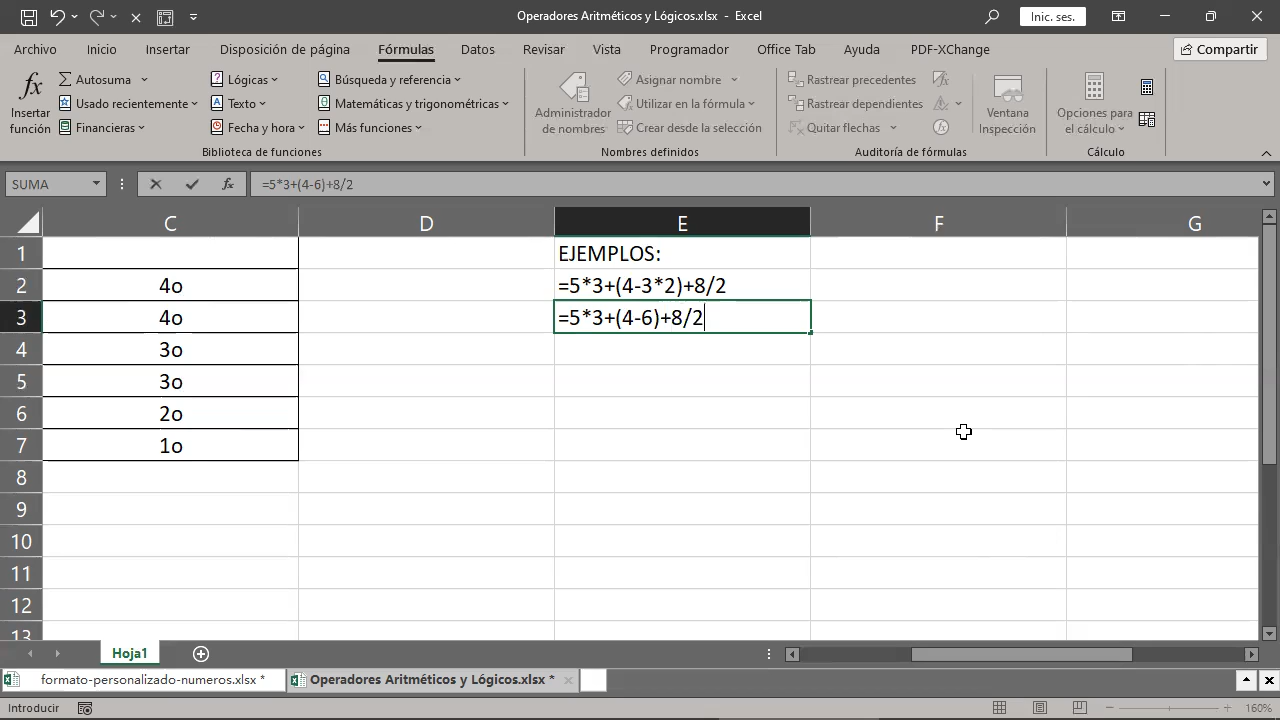 Operadores Aritméticos y Lógicos.xlsx - Excel
Inic. ses.
Archivo Inicio Insertar Disposición de página Fórmulas Datos Revisar Vista Programador Office Tab Ayuda PDF-XChange Compartir
fx Insertar función
Autosuma
Usado recientemente
Financieras
Lógicas
Texto
Fecha y hora
Búsqueda y referencia
Matemáticas y trigonométricas
Más funciones
Biblioteca de funciones
Administrador de nombres
Asignar nombre
Utilizar en la fórmula
Crear desde la selección
Nombres definidos
Rastrear precedentes
Rastrear dependientes
Quitar flechas
Ventana Inspección
Auditoría de fórmulas
Opciones para el cálculo
Cálculo
SUMA fx =5*3+(4-6)+8/2
C D E F G
1 EJEMPLOS:
2 4o =5*3+(4-3*2)+8/2
3 4o =5*3+(4-6)+8/2
4 3o
5 3o
6 2o
7 1o
8
9
10
11
12
13
Hoja1
formato-personalizado-numeros.xlsx * Operadores Aritméticos y Lógicos.xlsx *
Introducir 160%